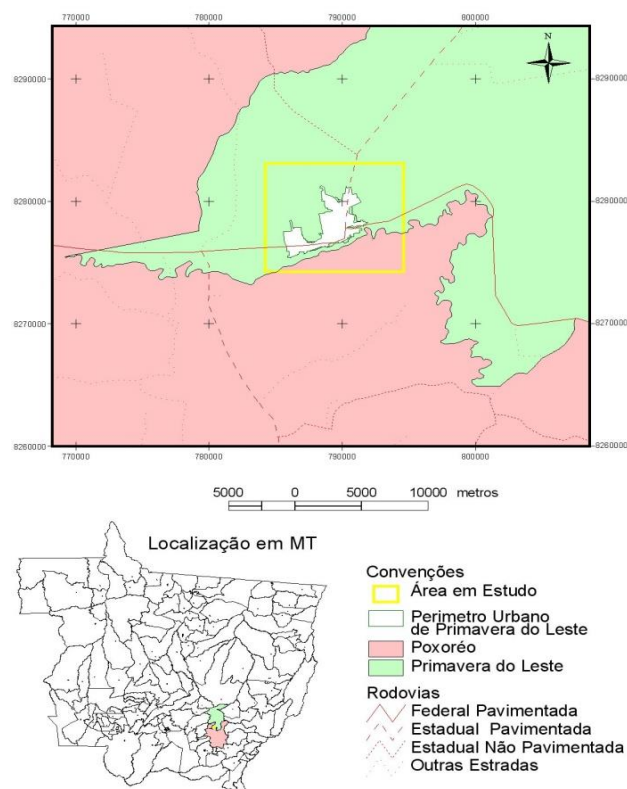 770000 780000 790000 800000
N
8290000 8290000
8280000 8280000
8270000 8270000
8260000 8260000
770000 780000 790000 800000
5000 0 5000 10000 metros
Localização em MT
Convenções
Área em Estudo
Perimetro Urbano
de Primavera do Leste
Poxoréo
Primavera do Leste
Rodovias
Federal Pavimentada
Estadual Pavimentada
Estadual Não Pavimentada
Outras Estradas